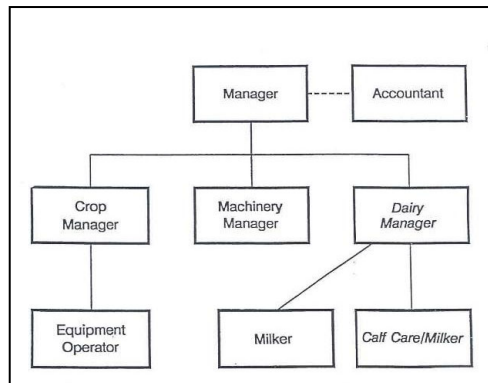 Manager
Accountant
Crop
Manager
Machinery
Manager
Dairy
Manager
Equipment
Operator
Milker
Calf Care/Milker